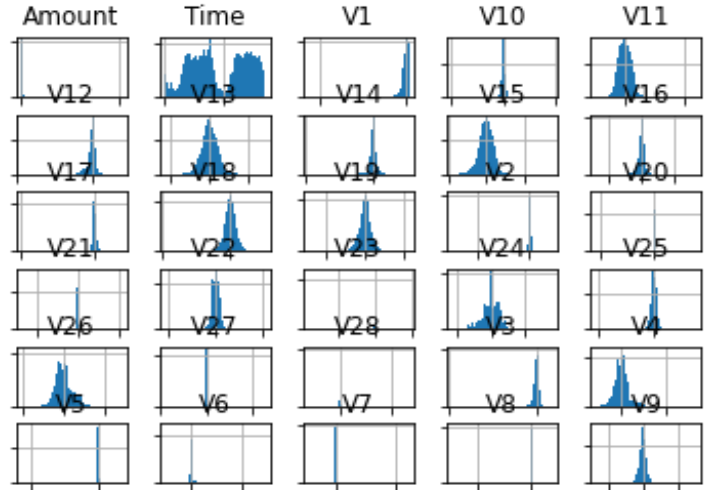 Amount Time V1 V10 V11
V12 V13 V14 V15 V16
V17 V18 V19 V2 V20
V21 V22 V23 V24 V25
V26 V27 V28 V3 V4
V5 V6 V7 V8 V9